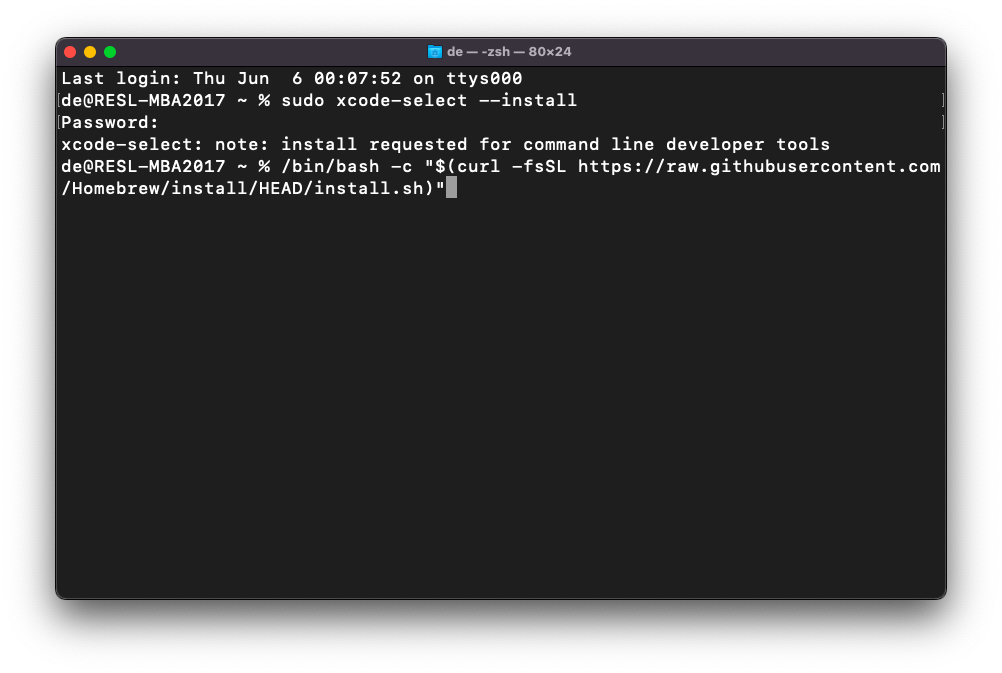 de — -zsh — 80×24
Last login: Thu Jun  6 00:07:52 on ttys000
[de@RESL-MBA2017 ~ % sudo xcode-select --install ]
[Password: ]
xcode-select: note: install requested for command line developer tools
de@RESL-MBA2017 ~ % /bin/bash -c "$(curl -fsSL https://raw.githubusercontent.com
/Homebrew/install/HEAD/install.sh)"